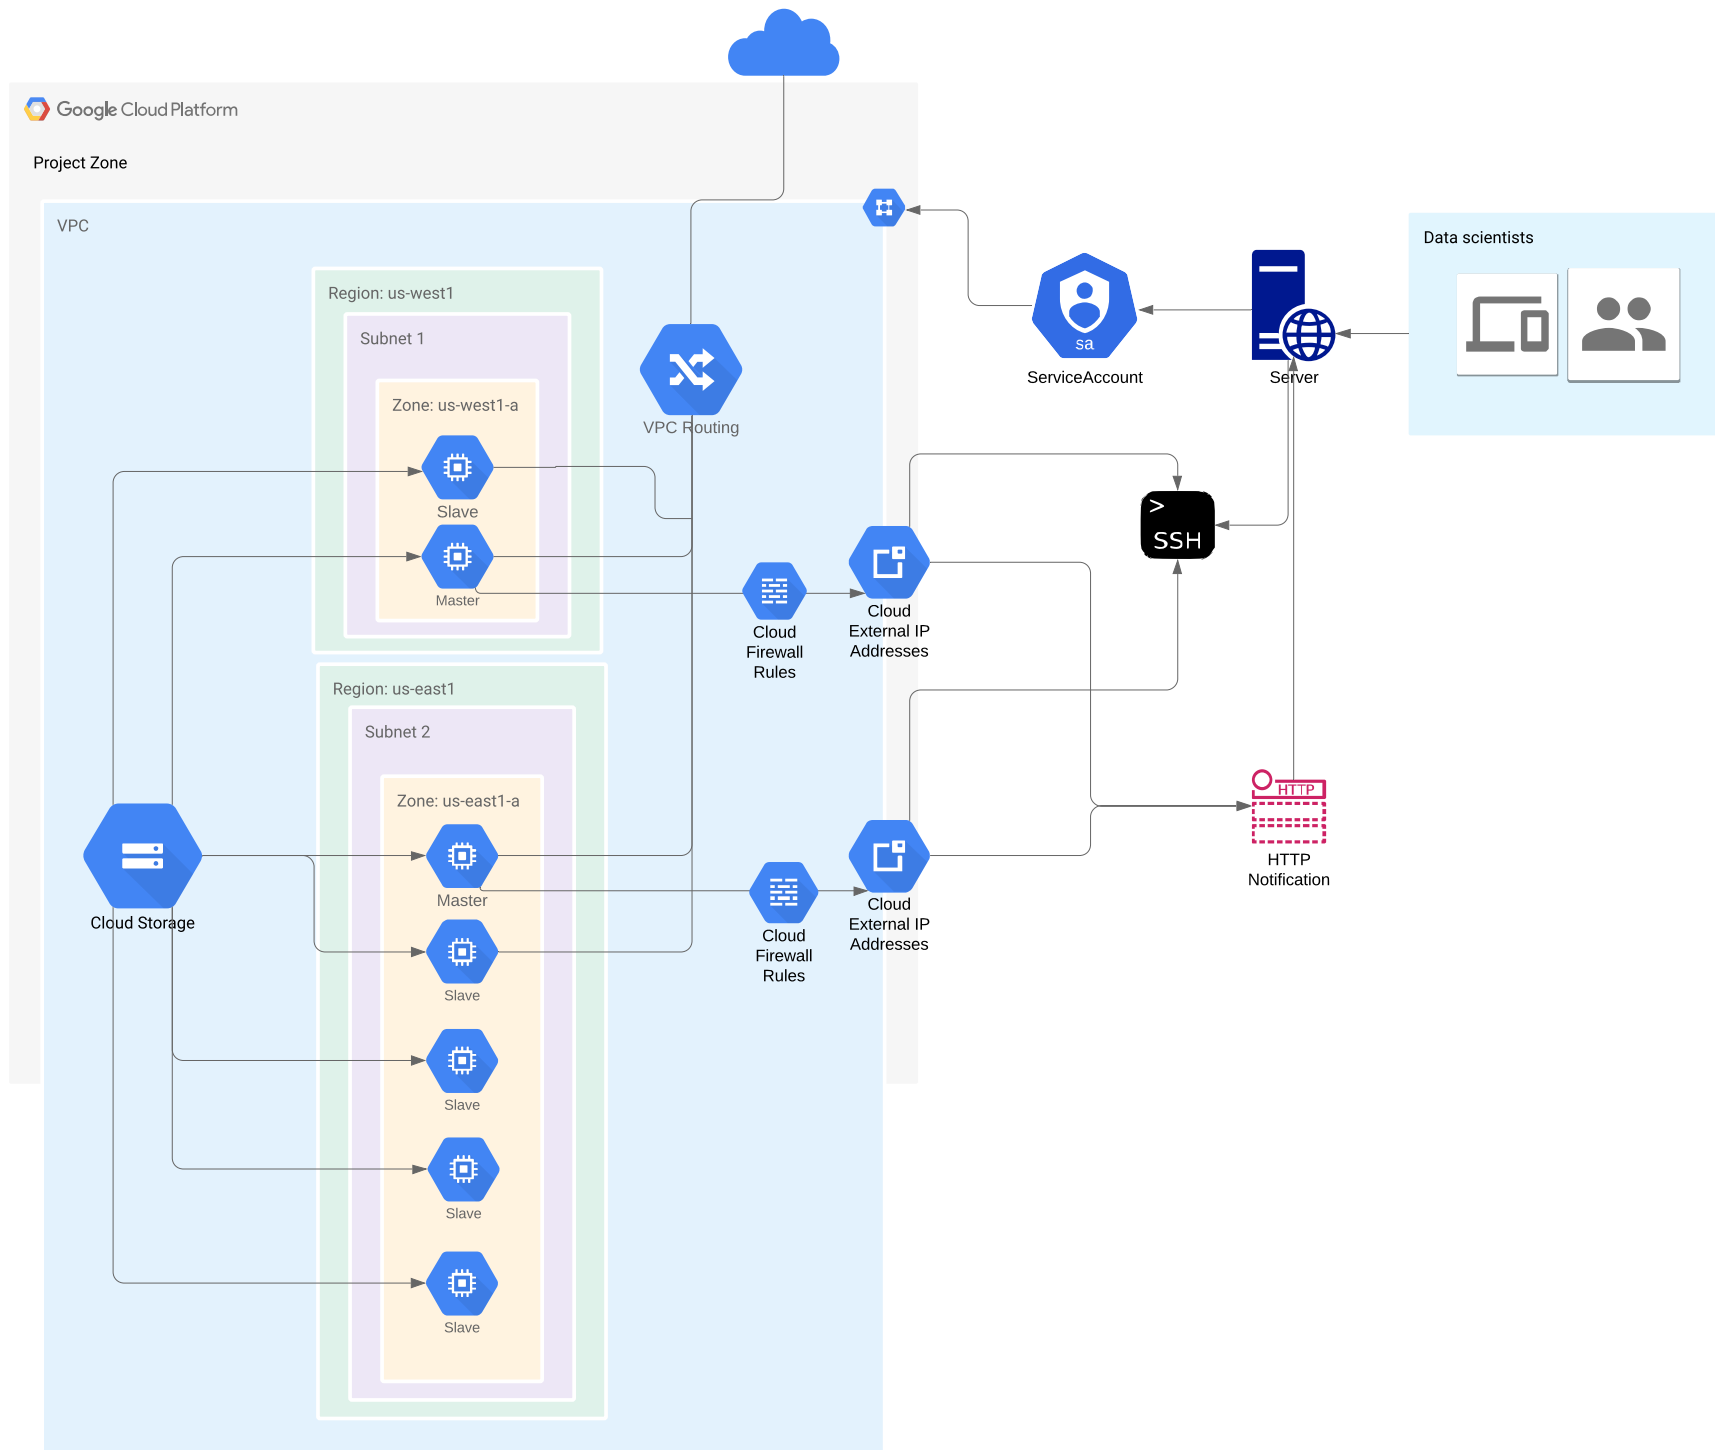 Google Cloud Platform
Project Zone
VPC
Region: us-west1
Subnet 1
Zone: us-west1-a
Slave
Master
VPC Routing
Cloud
Firewall
Rules
Cloud
External IP
Addresses
sa
ServiceAccount
Server
Data scientists
>
SSH
Region: us-east1
Subnet 2
Zone: us-east1-a
Master
Slave
Slave
Slave
Slave
Cloud Storage
Cloud
Firewall
Rules
Cloud
External IP
Addresses
HTTP
HTTP
Notification